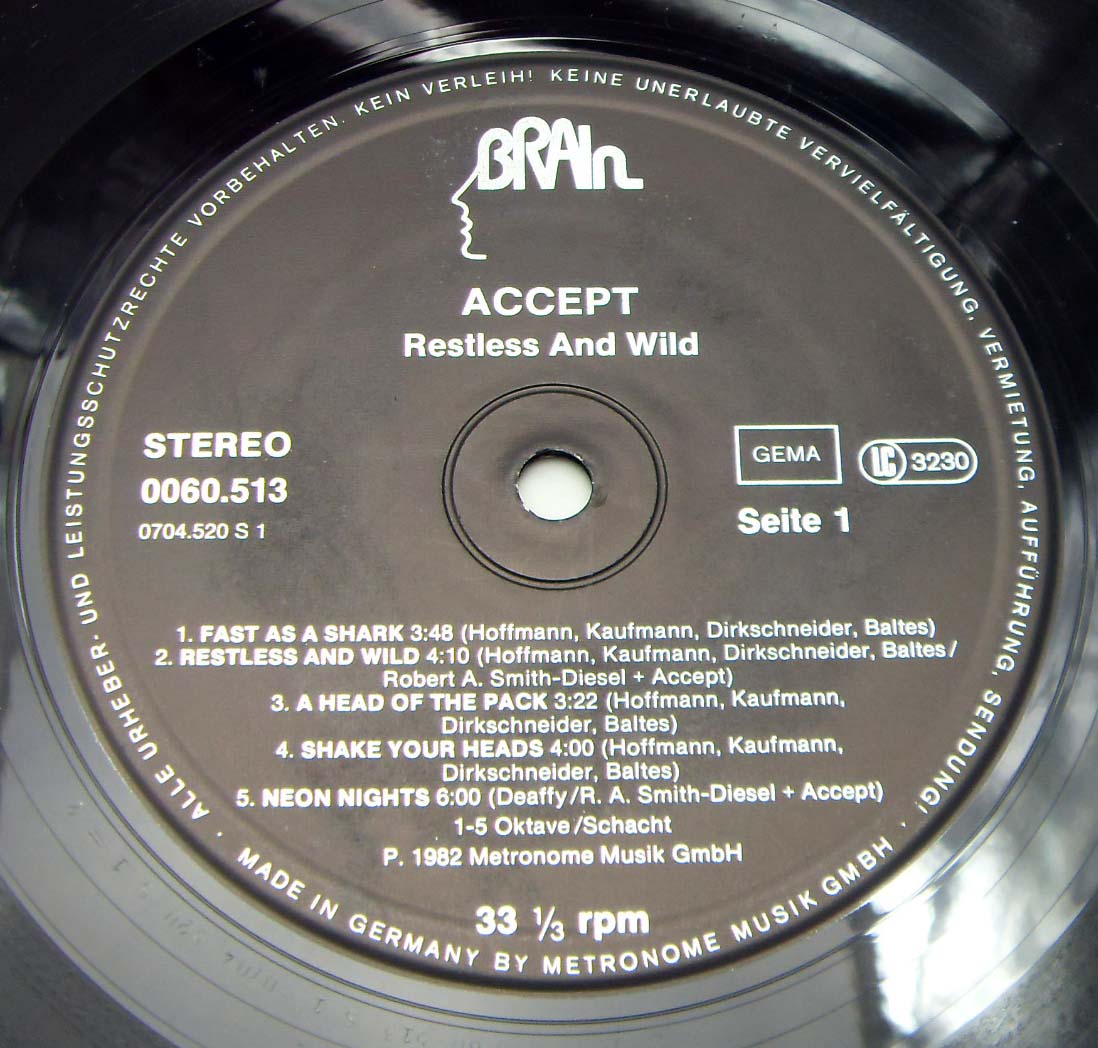 BRAIn
ACCEPT
Restless And Wild
STEREO
0060.513
0704.520 S 1
GEMA
LC 3230
Seite 1
1. FAST AS A SHARK 3:48 (Hoffmann, Kaufmann, Dirkschneider, Baltes)
2. RESTLESS AND WILD 4:10 (Hoffmann, Kaufmann, Dirkschneider, Baltes/
Robert A. Smith-Diesel + Accept)
3. A HEAD OF THE PACK 3:22 (Hoffmann, Kaufmann,
Dirkschneider, Baltes)
4. SHAKE YOUR HEADS 4:00 (Hoffmann, Kaufmann,
Dirkschneider, Baltes)
5. NEON NIGHTS 6:00 (Deaffy/R. A. Smith-Diesel + Accept)
1-5 Oktave/Schacht
P. 1982 Metronome Musik GmbH
33 1/3 rpm
· ALLE URHEBER- UND LEISTUNGSSCHUTZRECHTE VORBEHALTEN. KEIN VERLEIH! KEINE UNERLAUBTE VERVIELFÄLTIGUNG, VERMIETUNG, AUFFÜHRUNG, SENDUNG! ·
MADE IN GERMANY BY METRONOME MUSIK GMBH